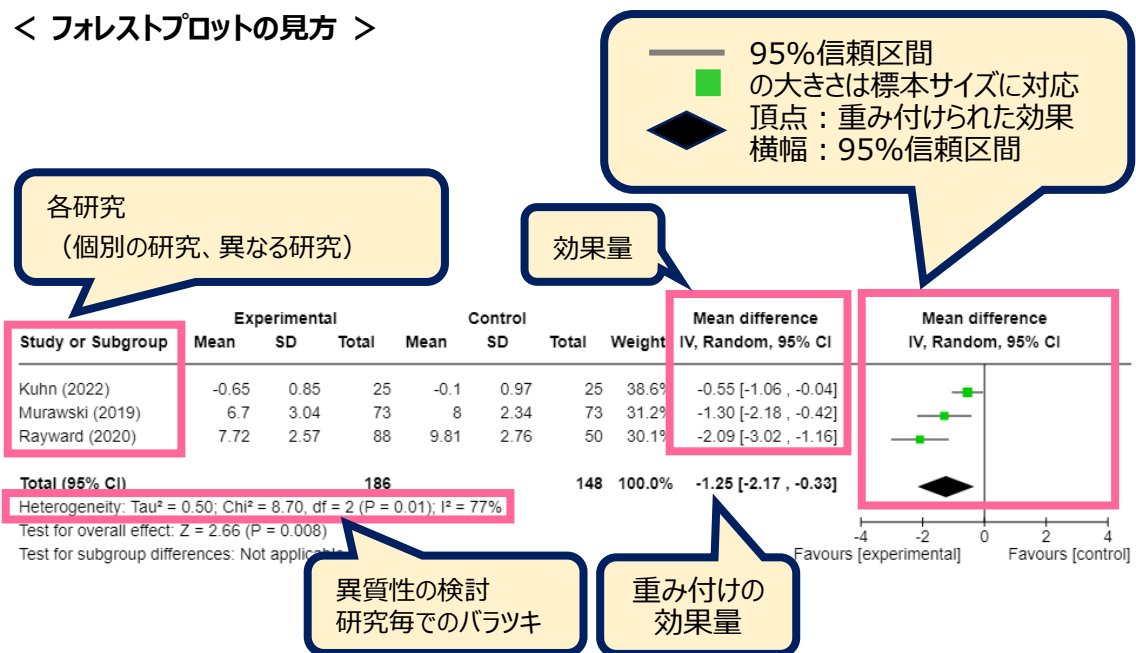 ＜ フォレストプロットの見方 ＞
95%信頼区間
の大きさは標本サイズに対応
頂点：重み付けられた効果
横幅：95%信頼区間
各研究
（個別の研究、異なる研究）
効果量
Experimental Control Mean difference Mean difference
Study or Subgroup Mean SD Total Mean SD Total Weight IV, Random, 95% CI IV, Random, 95% CI
Kuhn (2022) -0.65 0.85 25 -0.1 0.97 25 38.6% -0.55 [-1.06 , -0.04]
Murawski (2019) 6.7 3.04 73 8 2.34 73 31.2% -1.30 [-2.18 , -0.42]
Rayward (2020) 7.72 2.57 88 9.81 2.76 50 30.1% -2.09 [-3.02 , -1.16]
Total (95% CI) 186 148 100.0% -1.25 [-2.17 , -0.33]
Heterogeneity: Tau² = 0.50; Chi² = 8.70, df = 2 (P = 0.01); I² = 77%
Test for overall effect: Z = 2.66 (P = 0.008)
-4 -2 0 2 4
Test for subgroup differences: Not applicable
Favours [experimental] Favours [control]
異質性の検討
研究毎でのバラツキ
重み付けの
効果量